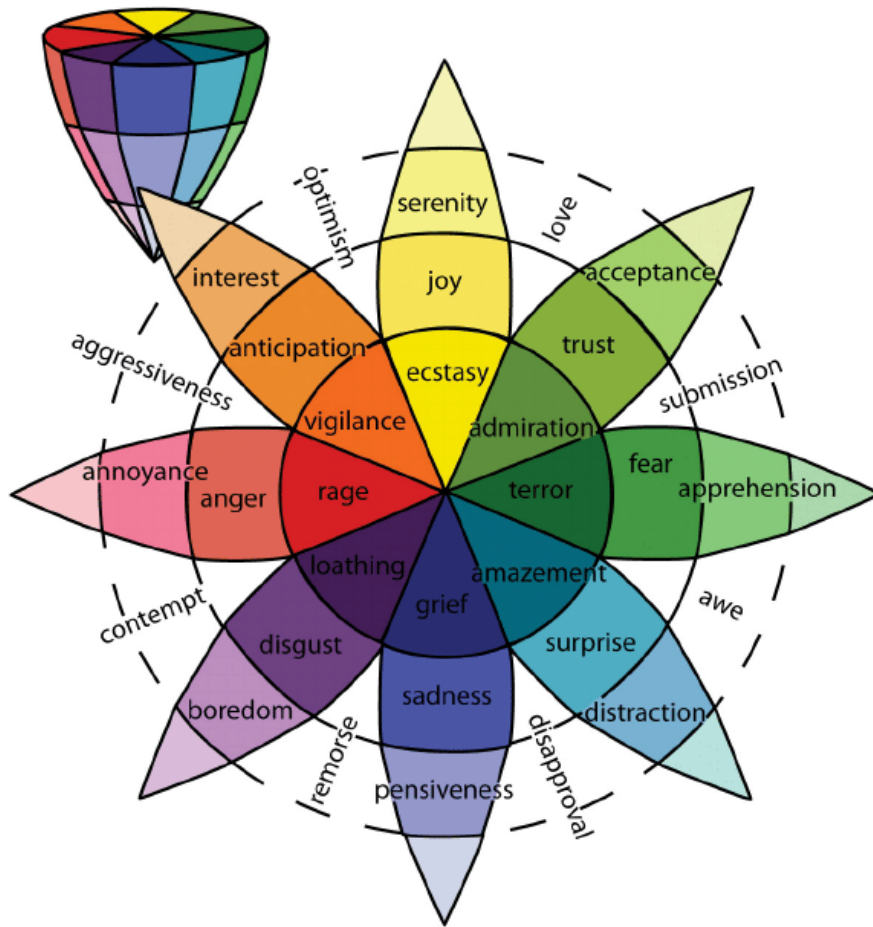 optimism
love
serenity
interest
joy
acceptance
anticipation
trust
aggressiveness
ecstasy
submission
vigilance
admiration
annoyance
anger
rage
terror
fear
apprehension
loathing
amazement
contempt
grief
awe
disgust
surprise
sadness
boredom
distraction
remorse
disapproval
pensiveness